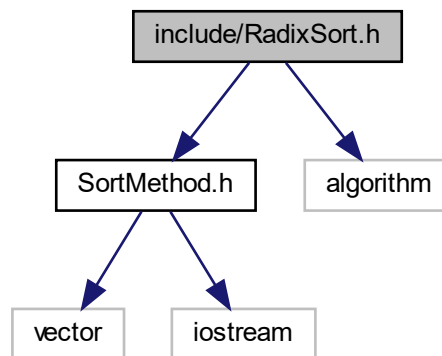 include/RadixSort.h
SortMethod.h
algorithm
vector
iostream